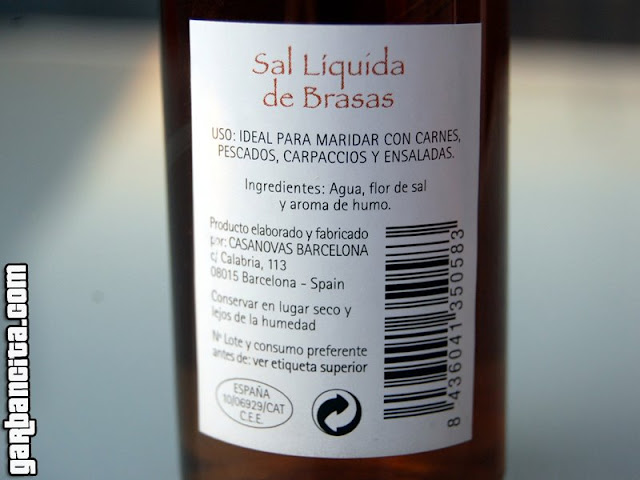 Sal Líquida
de Brasas
USO: IDEAL PARA MARIDAR CON CARNES,
PESCADOS, CARPACCIOS Y ENSALADAS.
Ingredientes: Agua, flor de sal
y aroma de humo.
Producto elaborado y fabricado
por: CASANOVAS BARCELONA
c/ Calabria, 113
08015 Barcelona - Spain
Conservar en lugar seco y
lejos de la humedad
Nº Lote y consumo preferente
antes de: ver etiqueta superior
ESPAÑA
10/06929/CAT
C.E.E.
8 436041 350583
garbancita.com